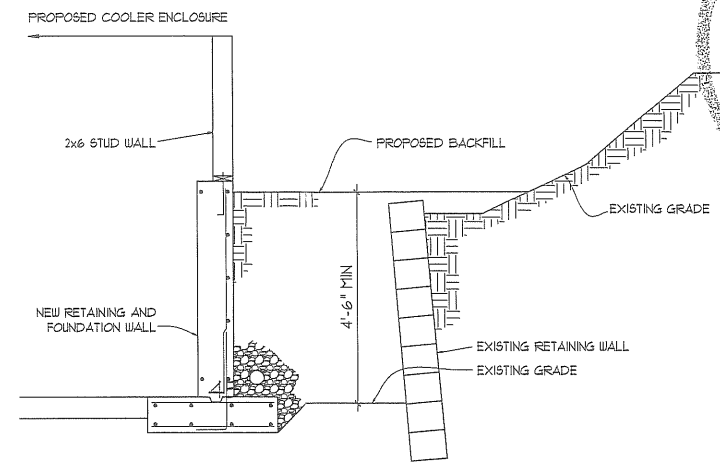 PROPOSED COOLER ENCLOSURE
2x6 STUD WALL
PROPOSED BACKFILL
EXISTING GRADE
4'-6" MIN
NEW RETAINING AND
FOUNDATION WALL
EXISTING RETAINING WALL
EXISTING GRADE